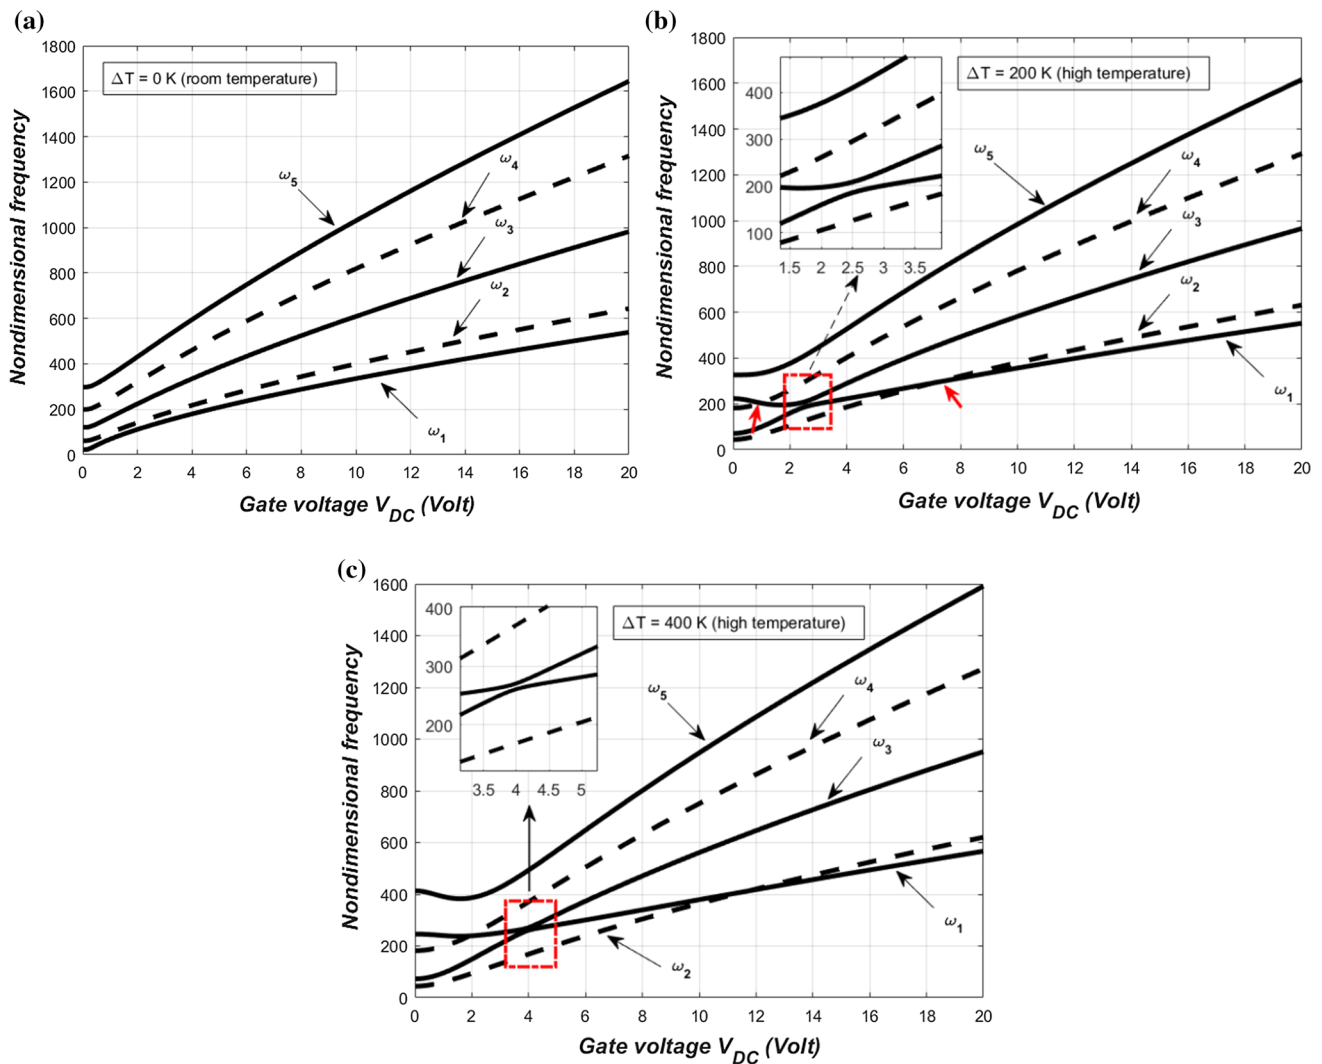 (a)
1800
1600
1400
1200
1000
800
600
400
200
0
Nondimensional frequency
ΔT = 0 K (room temperature)
ω5
ω4
ω3
ω2
ω1
0 2 4 6 8 10 12 14 16 18 20
Gate voltage VDC (Volt)
(b)
1800
1600
1400
1200
1000
800
600
400
200
0
Nondimensional frequency
ΔT = 200 K (high temperature)
400
300
200
100
1.5 2 2.5 3 3.5
ω5
ω4
ω3
ω2
ω1
0 2 4 6 8 10 12 14 16 18 20
Gate voltage VDC (Volt)
(c)
1600
1400
1200
1000
800
600
400
200
0
Nondimensional frequency
ΔT = 400 K (high temperature)
400
300
200
3.5 4 4.5 5
ω5
ω4
ω3
ω1
ω2
0 2 4 6 8 10 12 14 16 18 20
Gate voltage VDC (Volt)